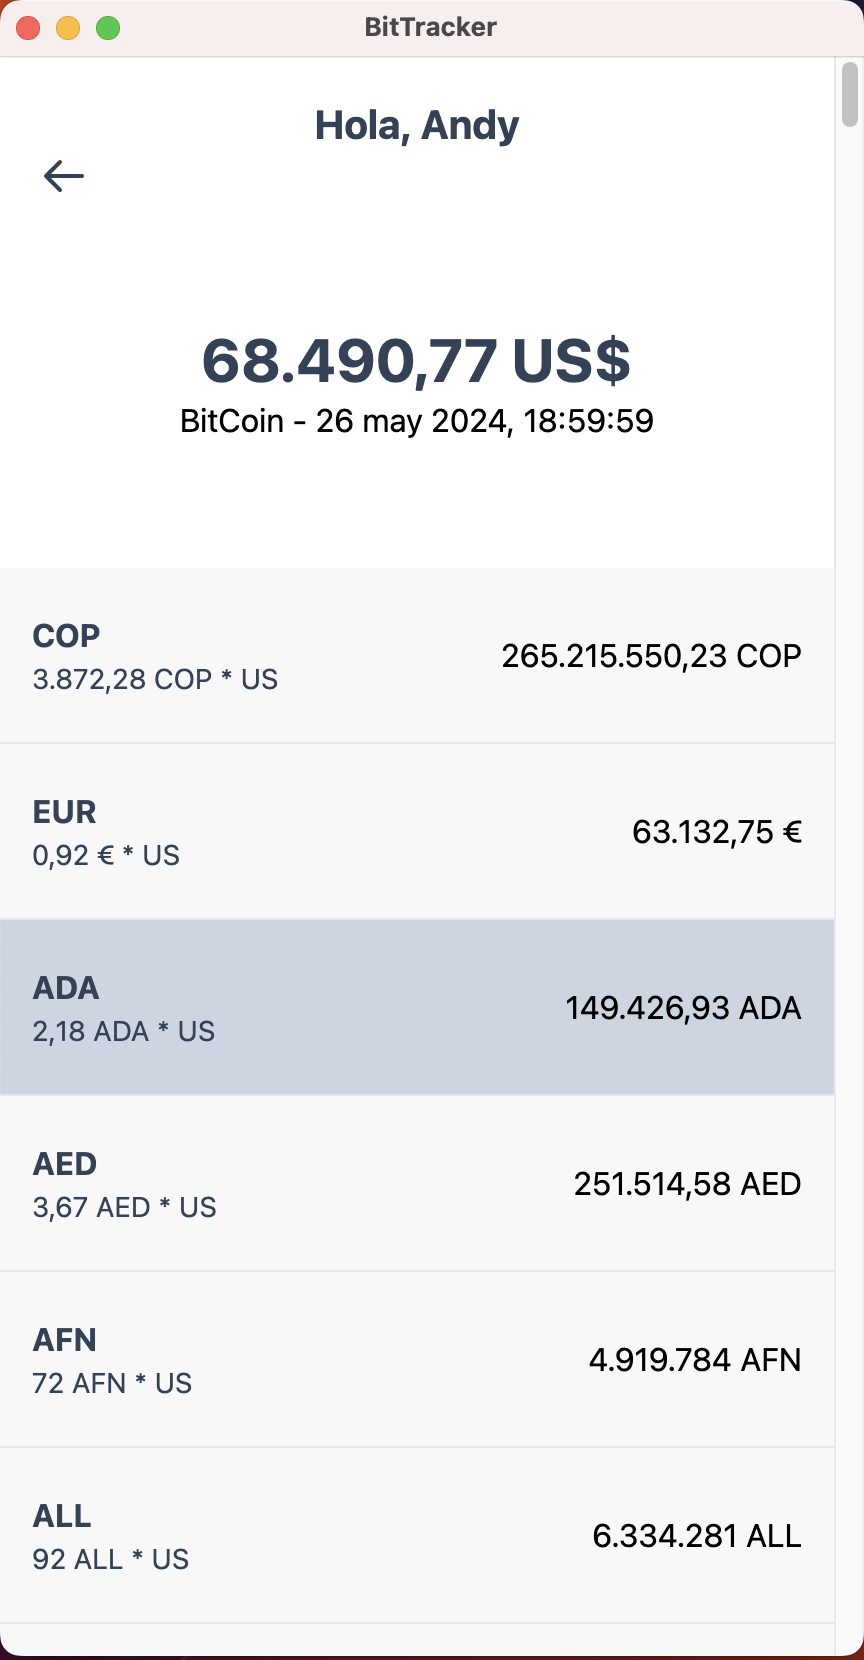 BitTracker
Hola, Andy
68.490,77 US$
BitCoin - 26 may 2024, 18:59:59
COP
3.872,28 COP * US
265.215.550,23 COP
EUR
0,92 € * US
63.132,75 €
ADA
2,18 ADA * US
149.426,93 ADA
AED
3,67 AED * US
251.514,58 AED
AFN
72 AFN * US
4.919.784 AFN
ALL
92 ALL * US
6.334.281 ALL